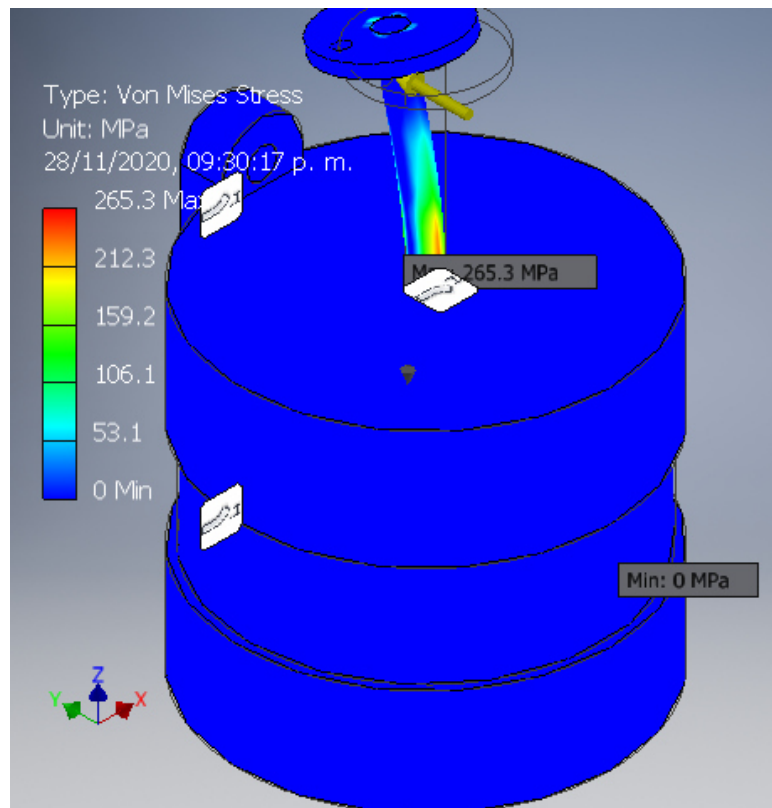 Type: Von Mises Stress
Unit: MPa
28/11/2020, 09:30:17 p. m.
265.3 Max
212.3
159.2
106.1
53.1
0 Min
265.3 MPa
Min: 0 MPa
Z
Y
X